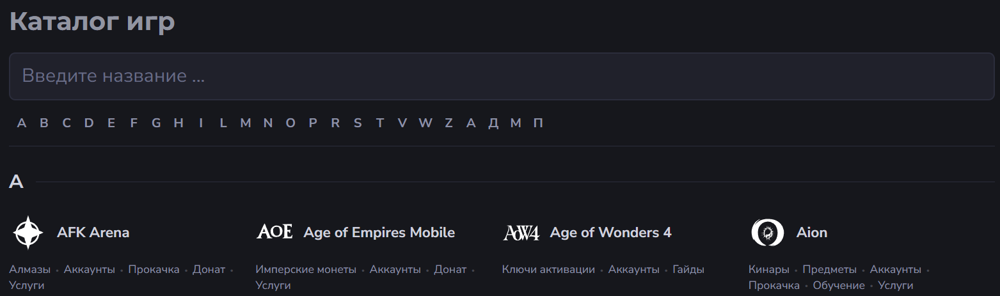 Каталог игр
Введите название ...
A B C D E F G H I L M N O P R S T V W Z А Д М П
A
AFK Arena
AOE Age of Empires Mobile
AOW4 Age of Wonders 4
Aion
Алмазы • Аккаунты • Прокачка • Донат •
Услуги
Имперские монеты • Аккаунты • Донат •
Услуги
Ключи активации • Аккаунты • Гайды
Кинары • Предметы • Аккаунты •
Прокачка • Обучение • Услуги